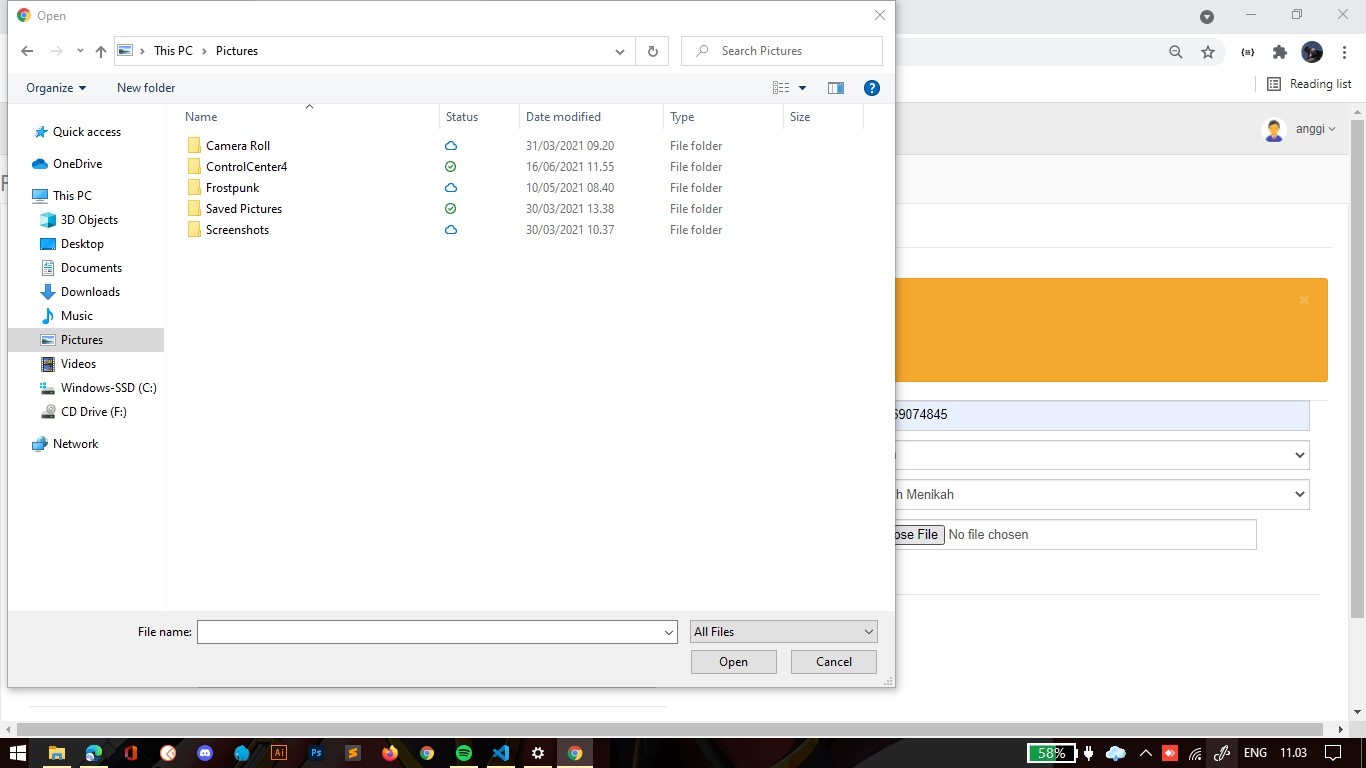 Open
This PC > Pictures
Search Pictures
Organize
New folder
Reading list
Name
Status
Date modified
Type
Size
Camera Roll 31/03/2021 09.20 File folder
ControlCenter4 16/06/2021 11.55 File folder
Frostpunk 10/05/2021 08.40 File folder
Saved Pictures 30/03/2021 13.38 File folder
Screenshots 30/03/2021 10.37 File folder
Quick access
OneDrive
This PC
3D Objects
Desktop
Documents
Downloads
Music
Pictures
Videos
Windows-SSD (C:)
CD Drive (F:)
Network
anggi
69074845
h Menikah
ose File No file chosen
File name:
All Files
Open
Cancel
Ai
Ps
58%
ENG
11.03